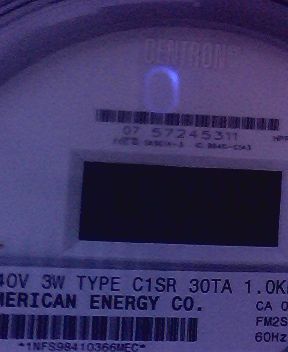 CENTRON
07 57245311
40V 3W TYPE C1SR 30TA 1.0K
MERICAN ENERGY CO.
CA 0
FM2S
60Hz
*1NFS98410366MEC*